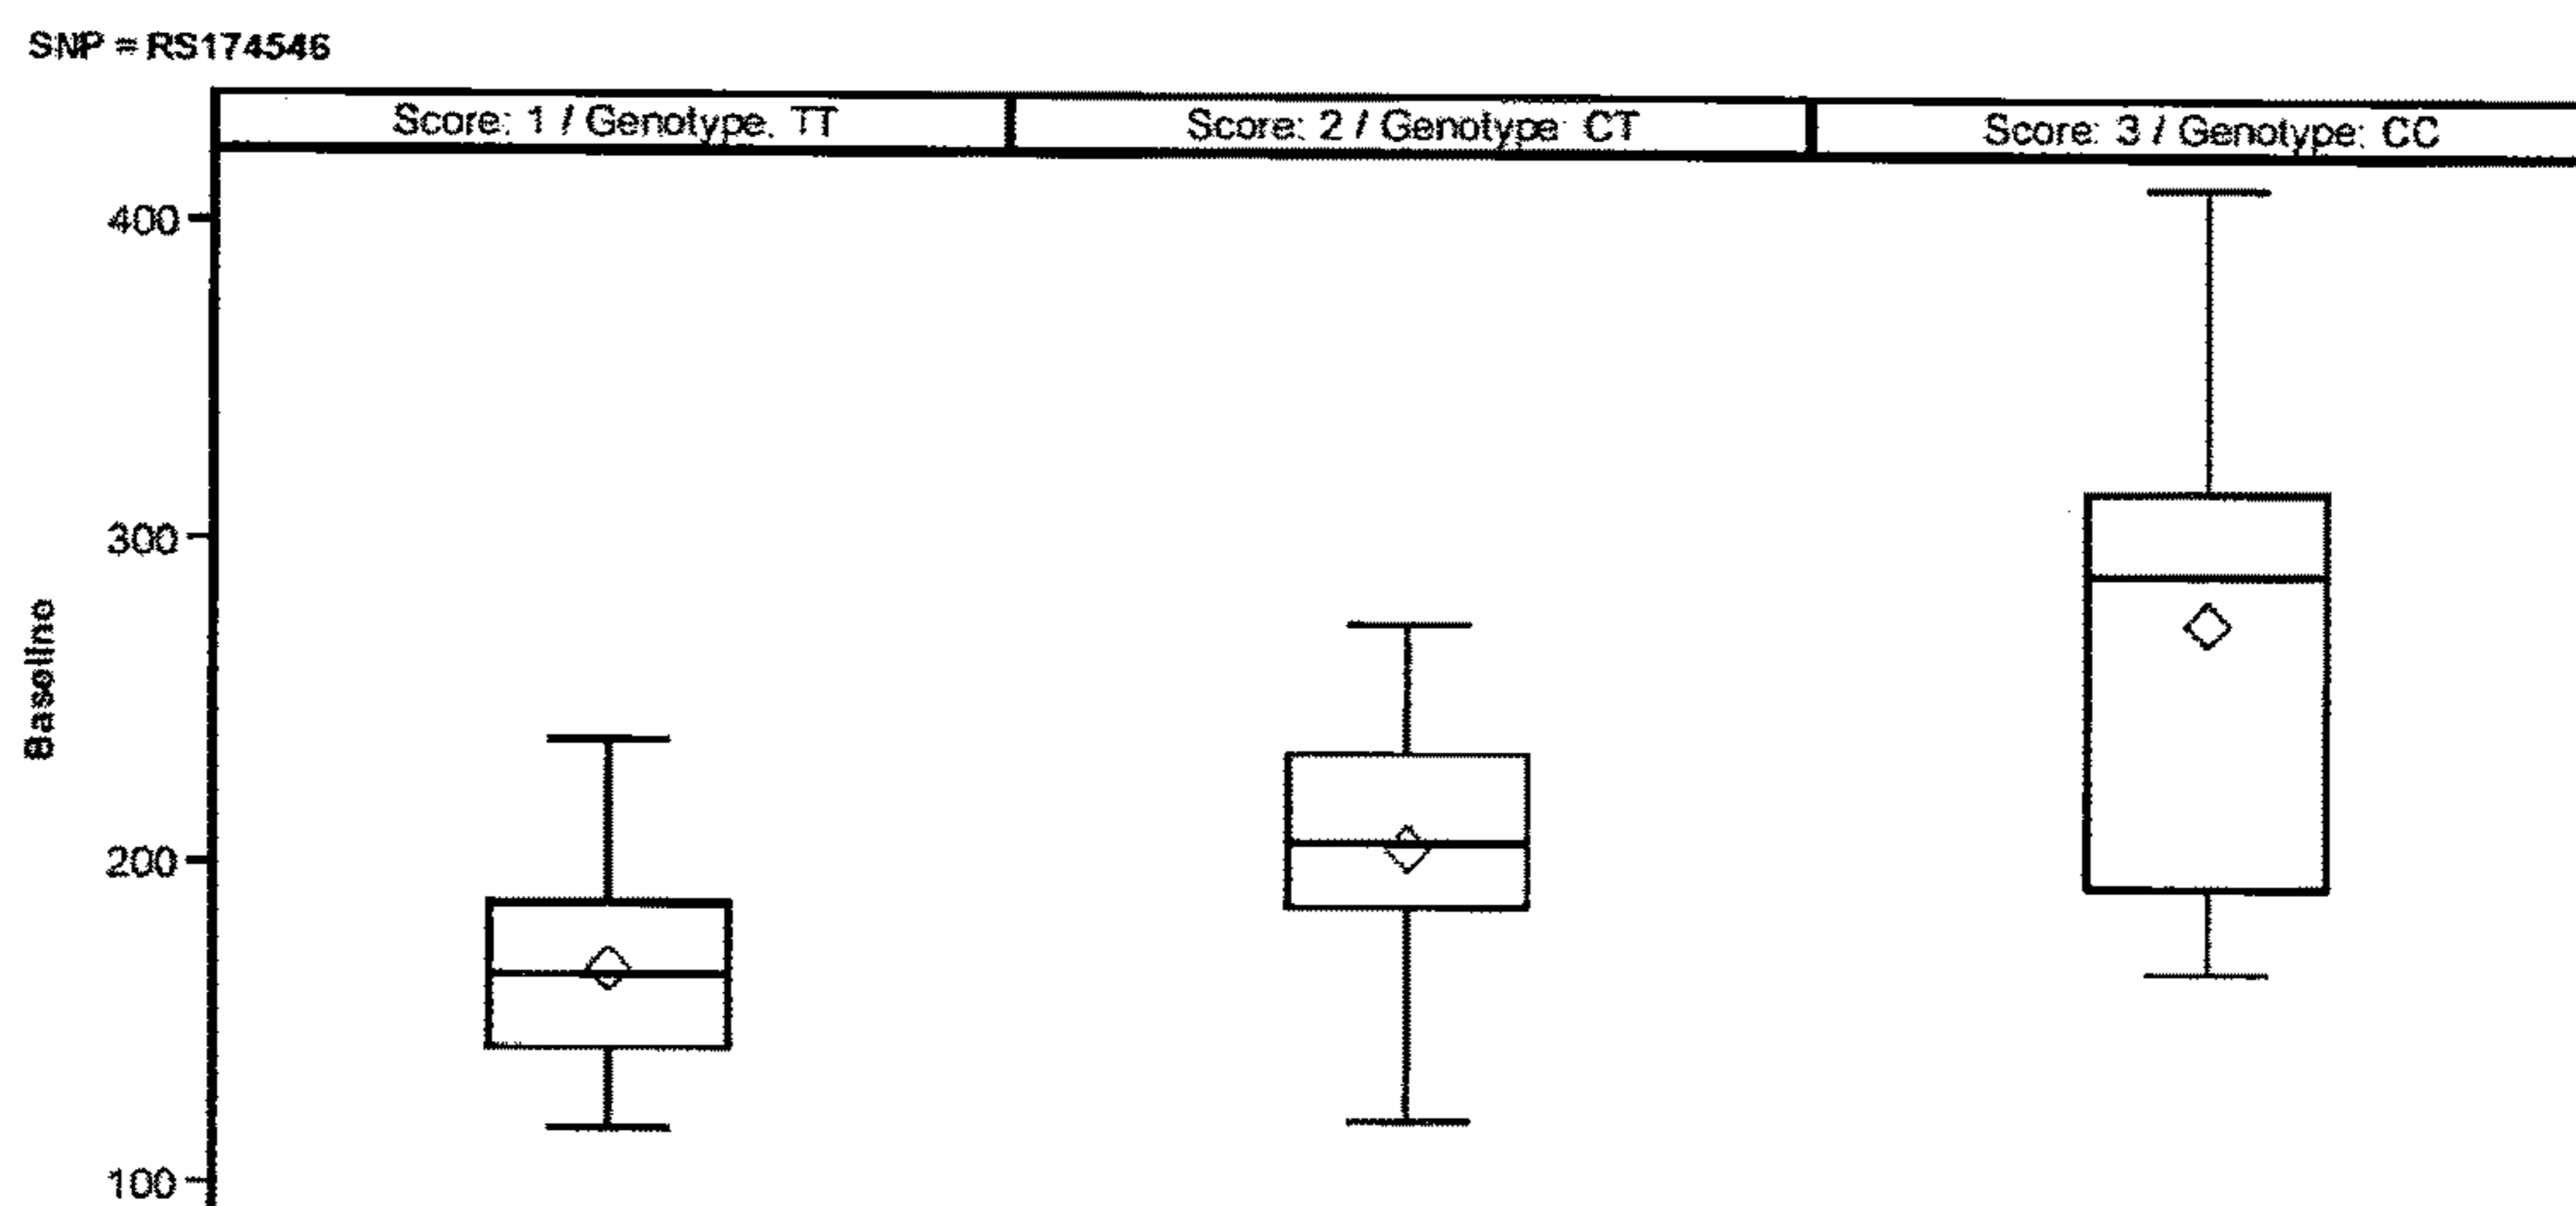 SNP = RS174546
Score: 1 / Genotype. TT
Score: 2 / Genotype: CT
Score: 3 / Genotype: CC
400
300
Baseline
200
100